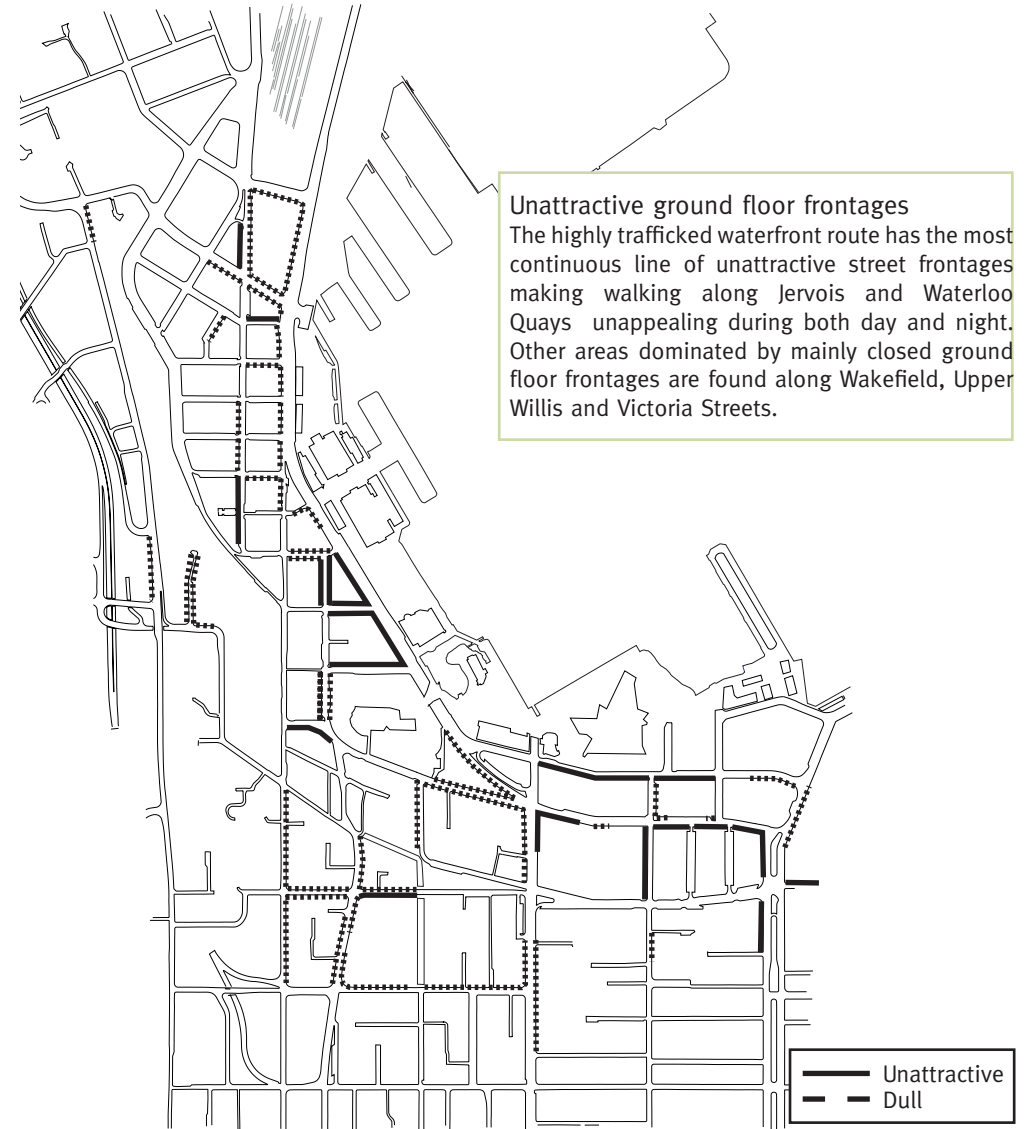 Unattractive ground floor frontages
The highly trafficked waterfront route has the most
continuous line of unattractive street frontages
making walking along Jervois and Waterloo
Quays unappealing during both day and night.
Other areas dominated by mainly closed ground
floor frontages are found along Wakefield, Upper
Willis and Victoria Streets.
Unattractive
Dull